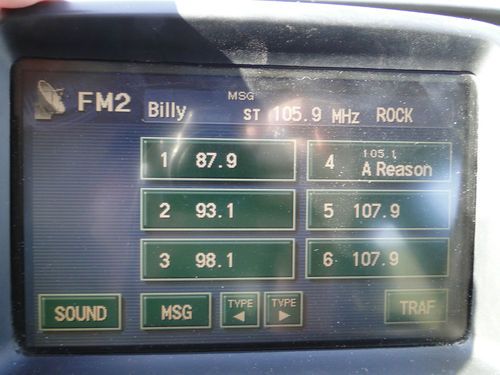 FM2 Billy MSG ST 105.9 MHz ROCK
1 87.9
4 105.1 A Reason
2 93.1
5 107.9
3 98.1
6 107.9
SOUND MSG TYPE ◀ TYPE ▶ TRAF